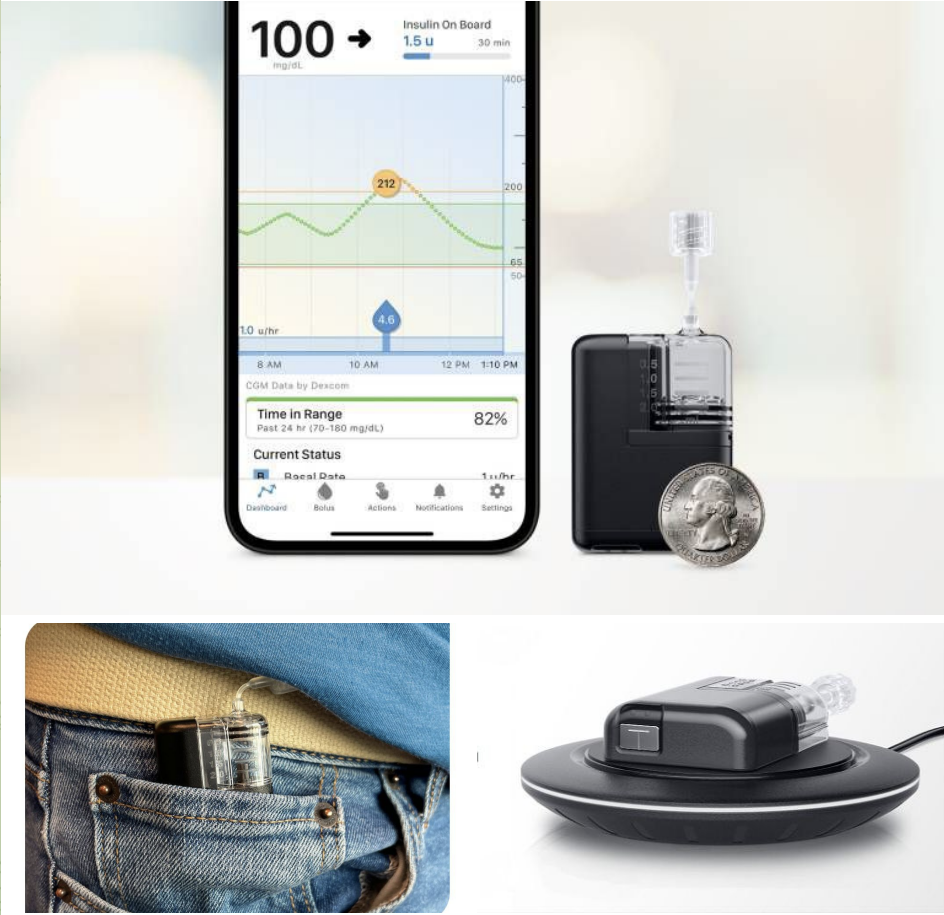 100 → Insulin On Board
1.5 u 30 min
mg/dL
400
212
200
65
50
4.6
1.0 u/hr
8 AM 10 AM 12 PM 1:10 PM
CGM Data by Dexcom
Time in Range 82%
Past 24 hr (70-180 mg/dL)
Current Status
B Basal Rate 1 u/hr
Dashboard Bolus Actions Notifications Settings
0.5
1.0
1.5
2.0
mL
UNITED STATES OF AMERICA
QUARTER DOLLAR